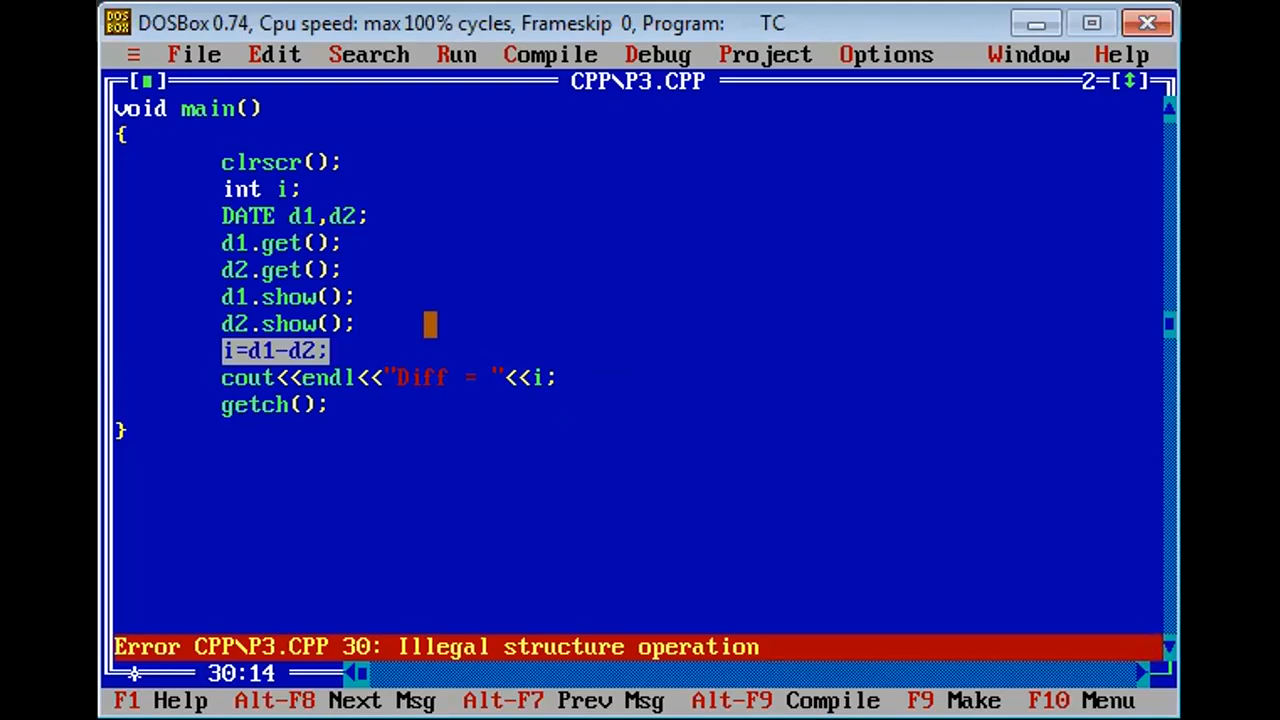 DOSBox 0.74, Cpu speed: max 100% cycles, Frameskip 0, Program: TC
≡ File Edit Search Run Compile Debug Project Options Window Help
[■] CPP\P3.CPP 2=[↕]
void main()
{
clrscr();
int i;
DATE d1,d2;
d1.get();
d2.get();
d1.show();
d2.show();
i=d1-d2;
cout<<endl<<"Diff = "<<i;
getch();
}
Error CPP\P3.CPP 30: Illegal structure operation
30:14
F1 Help Alt-F8 Next Msg Alt-F7 Prev Msg Alt-F9 Compile F9 Make F10 Menu